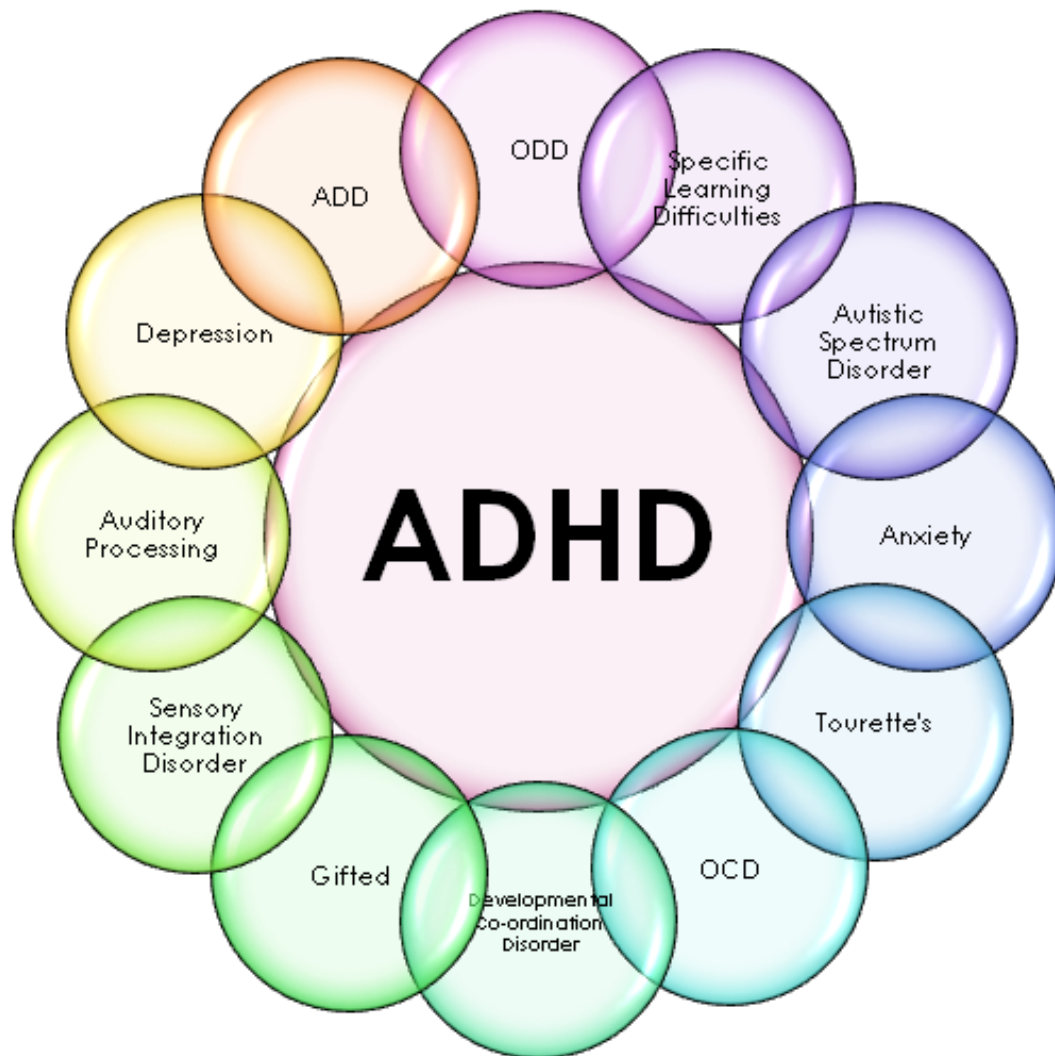 ODD
Specific
Learning
Difficulties
Autistic
Spectrum
Disorder
Anxiety
Tourette's
OCD
Developmental
Co-ordination
Disorder
Gifted
Sensory
Integration
Disorder
Auditory
Processing
Depression
ADD
ADHD